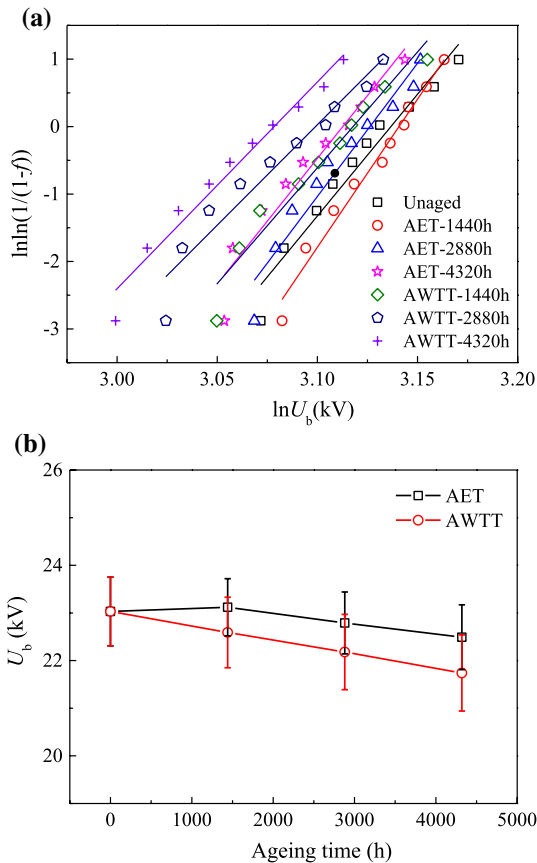 (a)
1
0
-1
-2
-3
lnln(1/(1-f))
Unaged
AET-1440h
AET-2880h
AET-4320h
AWTT-1440h
AWTT-2880h
AWTT-4320h
3.00 3.05 3.10 3.15 3.20
lnUb(kV)
(b)
26
24
22
20
Ub (kV)
AET
AWTT
0 1000 2000 3000 4000 5000
Ageing time (h)